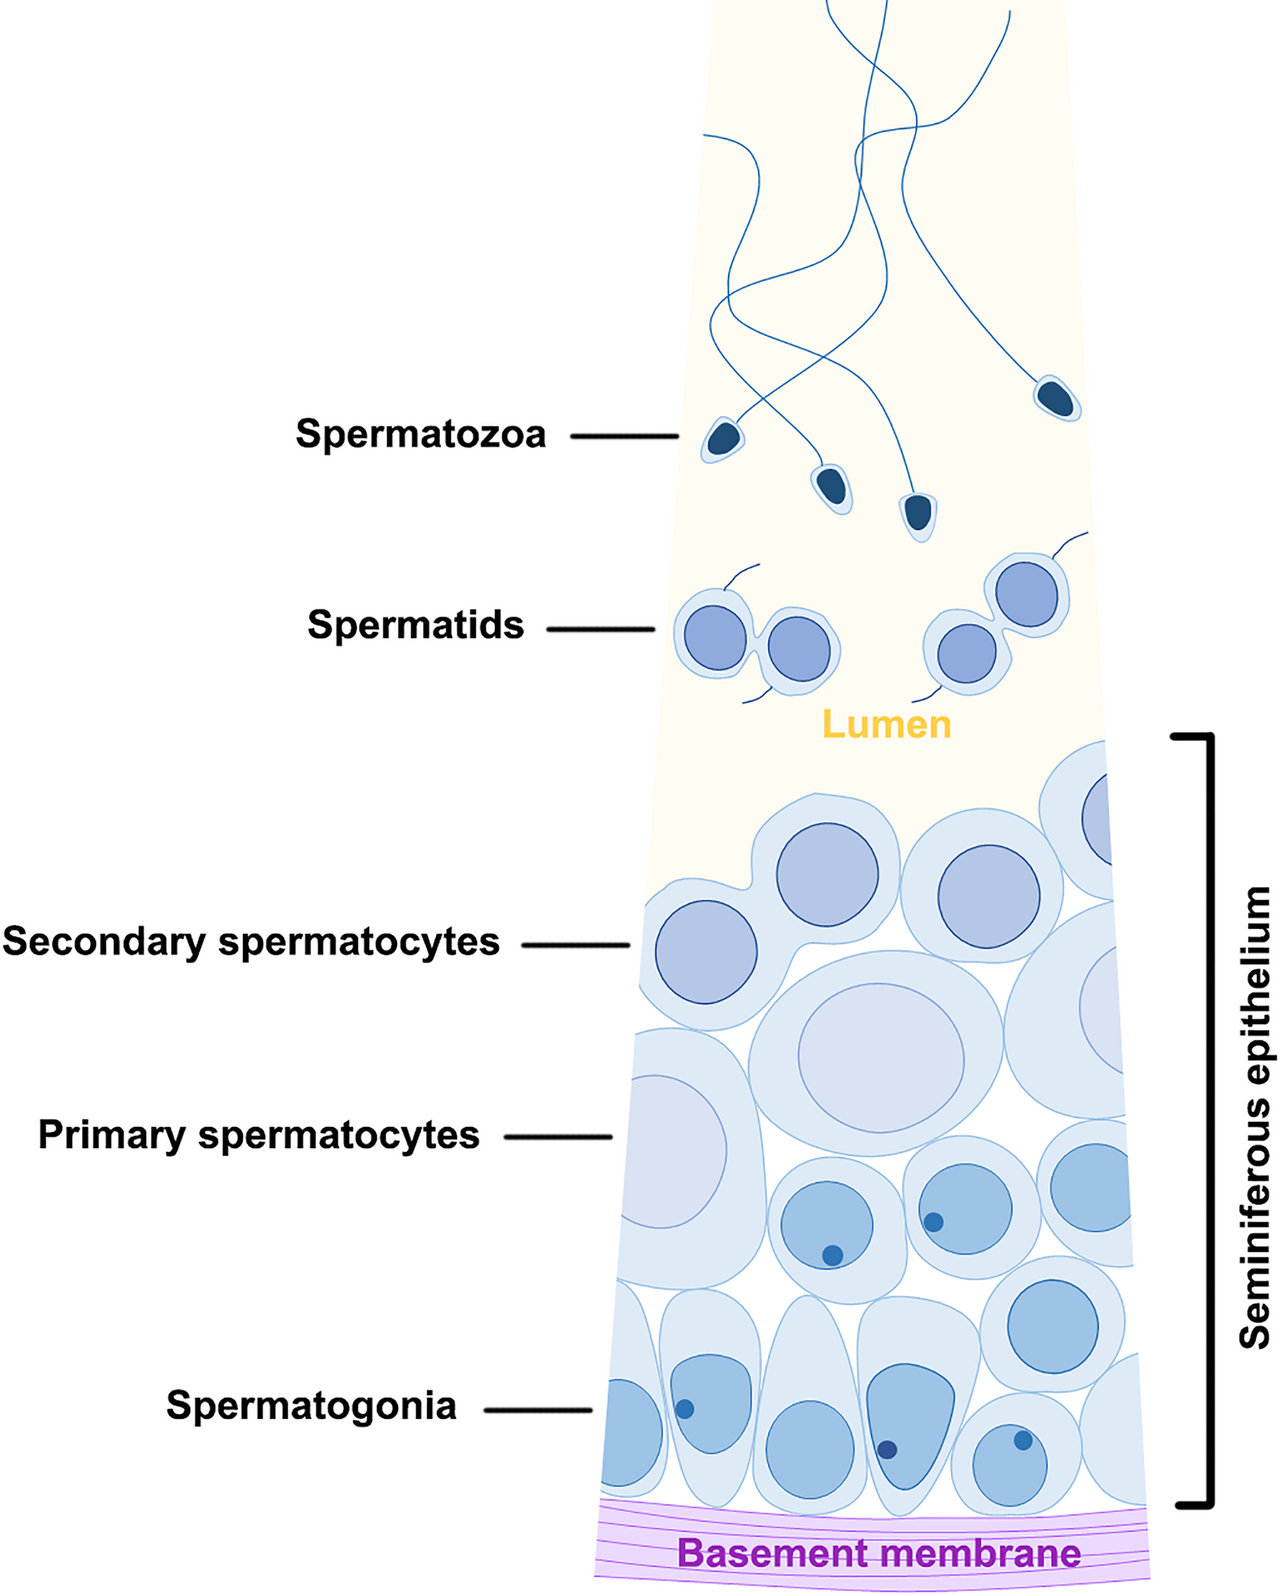 Spermatozoa
Spermatids
Lumen
Secondary spermatocytes
Primary spermatocytes
Seminiferous epithelium
Spermatogonia
Basement membrane